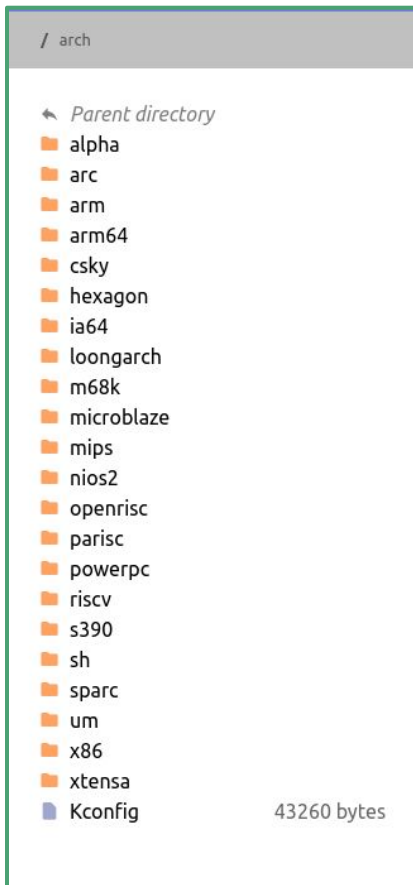 / arch
Parent directory
alpha
arc
arm
arm64
csky
hexagon
ia64
loongarch
m68k
microblaze
mips
nios2
openrisc
parisc
powerpc
riscv
s390
sh
sparc
um
x86
xtensa
Kconfig 43260 bytes